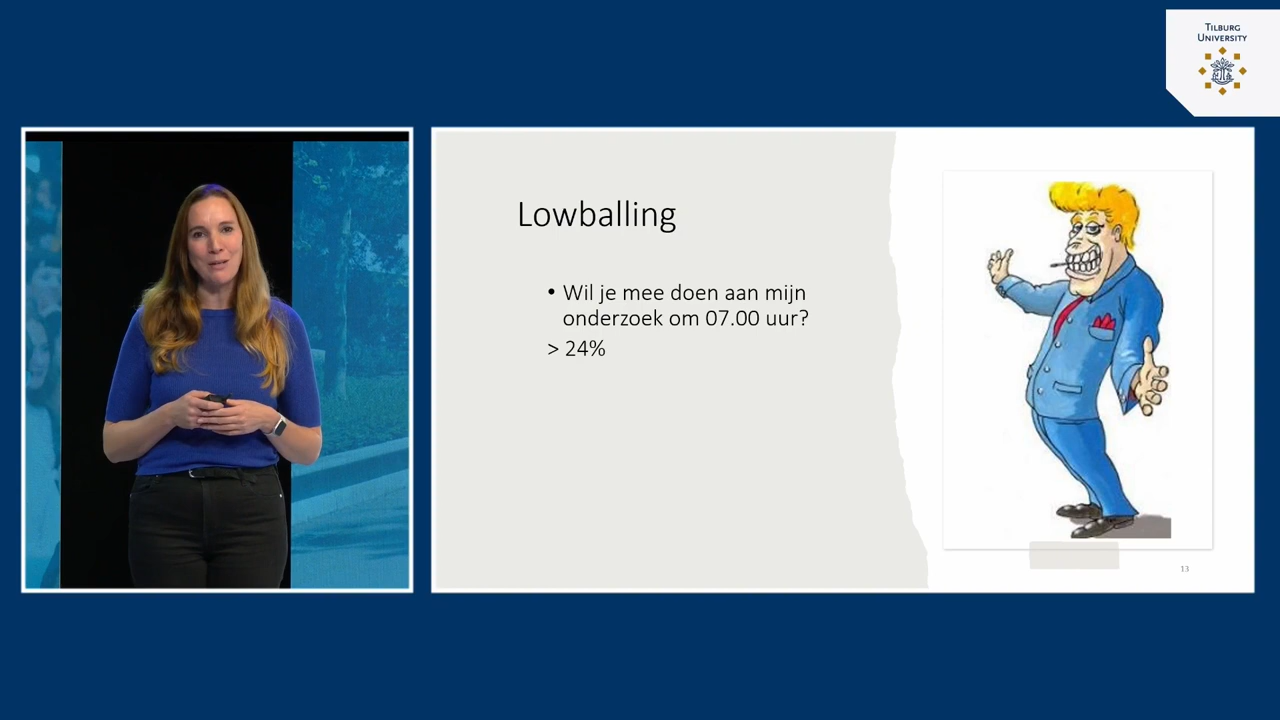 TILBURG
UNIVERSITY
Lowballing
• Wil je mee doen aan mijn
onderzoek om 07.00 uur?
> 24%
13